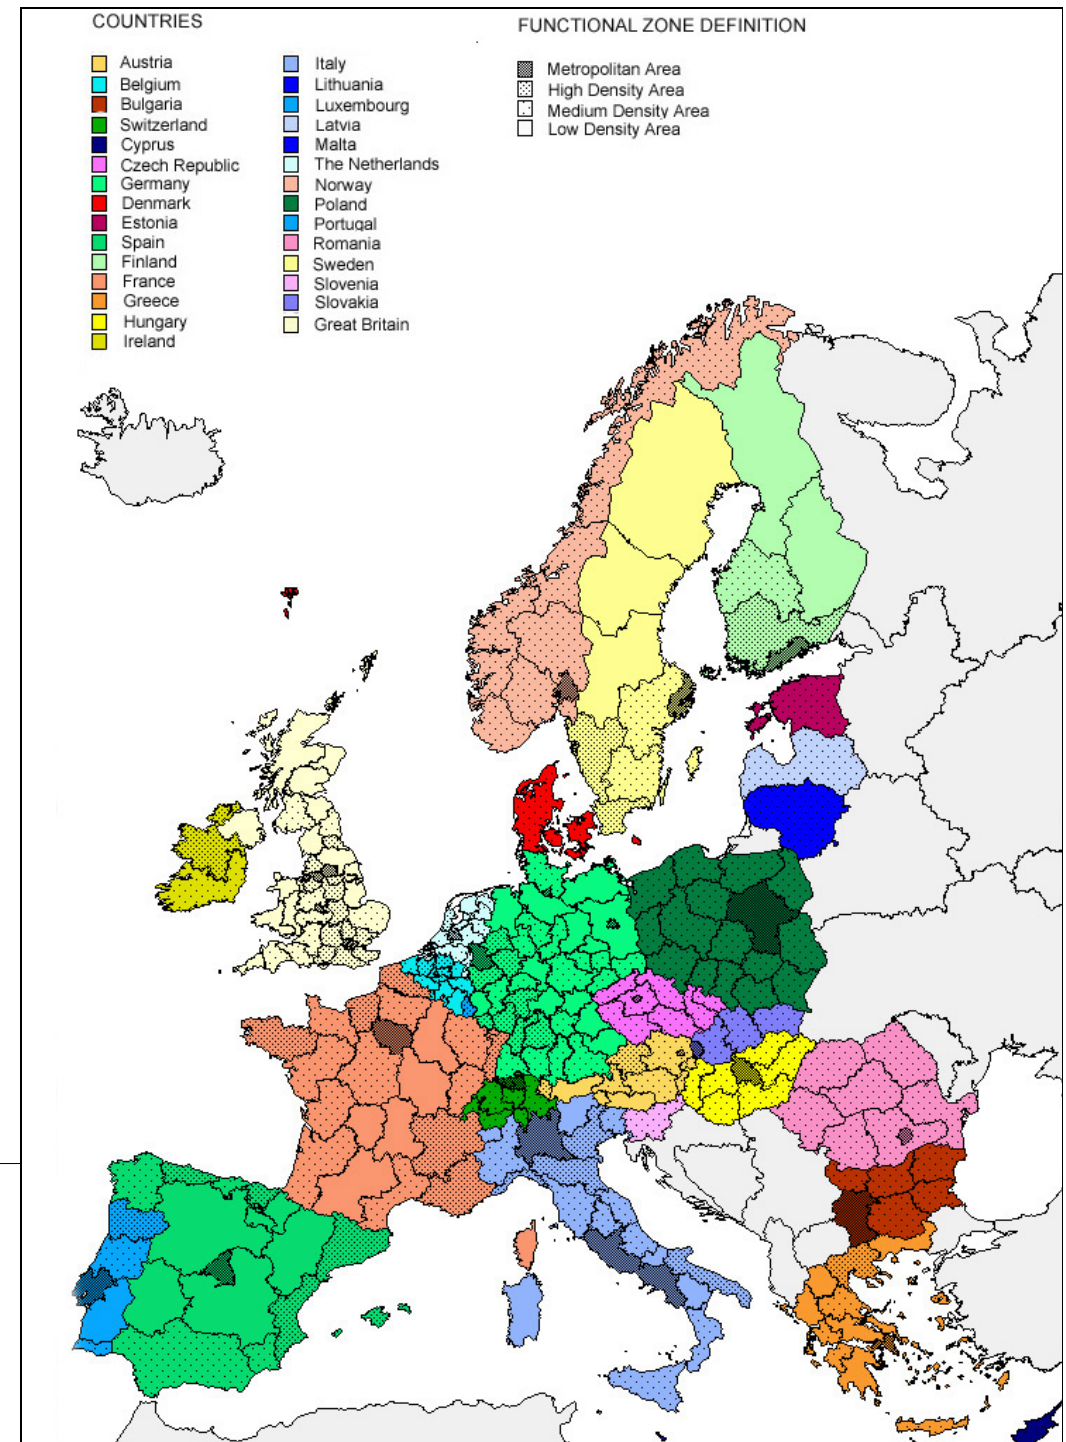 COUNTRIES
Austria
Belgium
Bulgaria
Switzerland
Cyprus
Czech Republic
Germany
Denmark
Estonia
Spain
Finland
France
Greece
Hungary
Ireland
Italy
Lithuania
Luxembourg
Latvia
Malta
The Netherlands
Norway
Poland
Portugal
Romania
Sweden
Slovenia
Slovakia
Great Britain
FUNCTIONAL ZONE DEFINITION
Metropolitan Area
High Density Area
Medium Density Area
Low Density Area